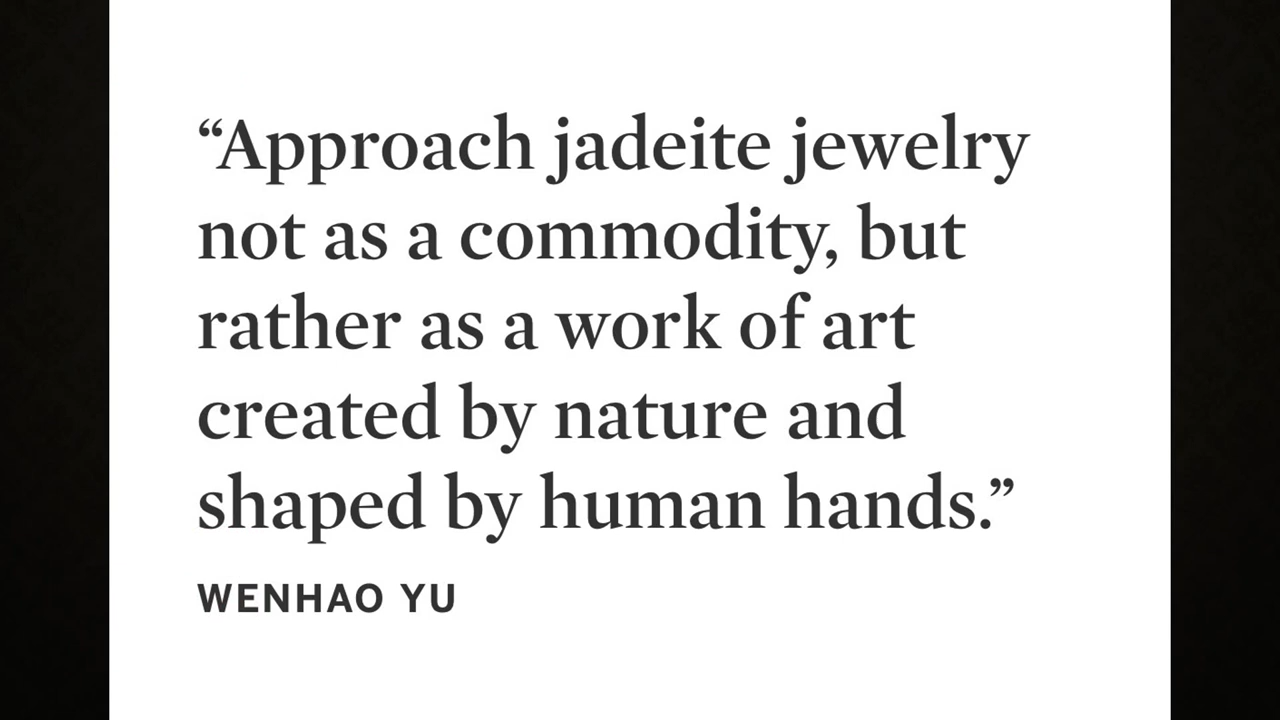 “Approach jadeite jewelry
not as a commodity, but
rather as a work of art
created by nature and
shaped by human hands.”
WENHAO YU